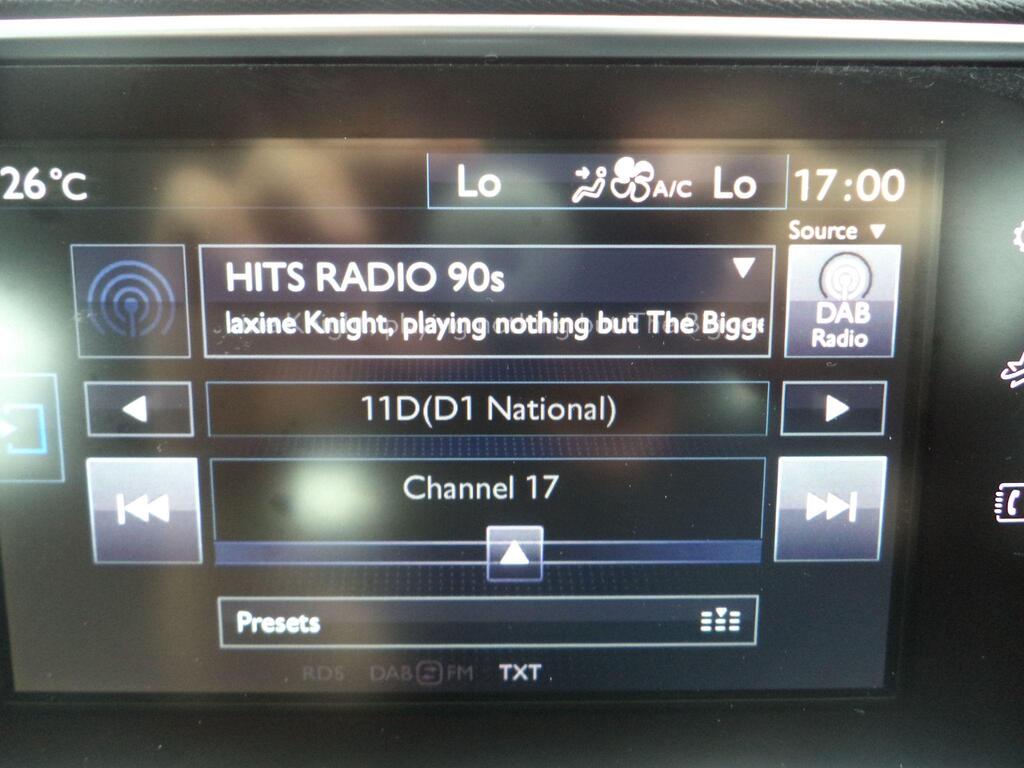 26°C
Lo A/C Lo 17:00
Source
HITS RADIO 90s
laxine Knight, playing nothing but The Bigge
DAB
Radio
11D(D1 National)
Channel 17
Presets
RDS DAB FM TXT